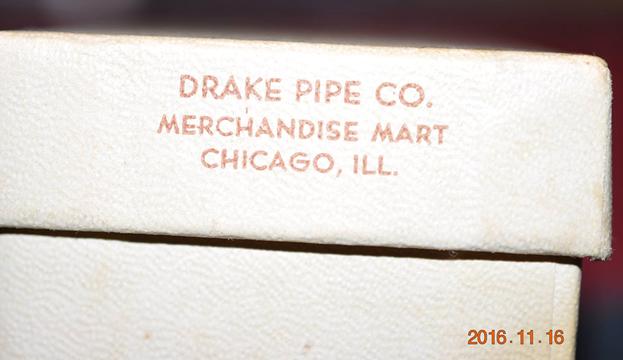 DRAKE PIPE CO.
MERCHANDISE MART
CHICAGO, ILL.
2016.11.16